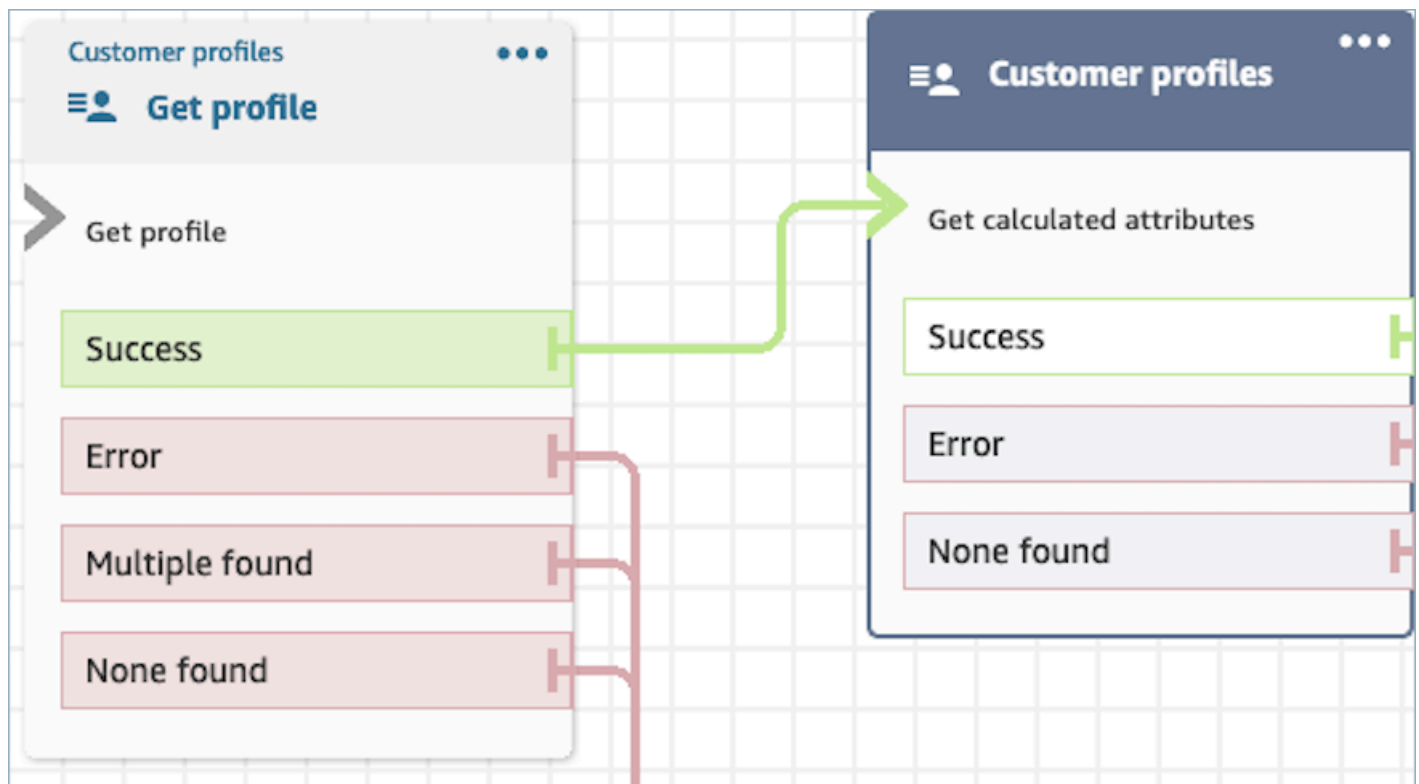 Customer profiles
Get profile
Get profile
Success
Error
Multiple found
None found
Customer profiles
Get calculated attributes
Success
Error
None found